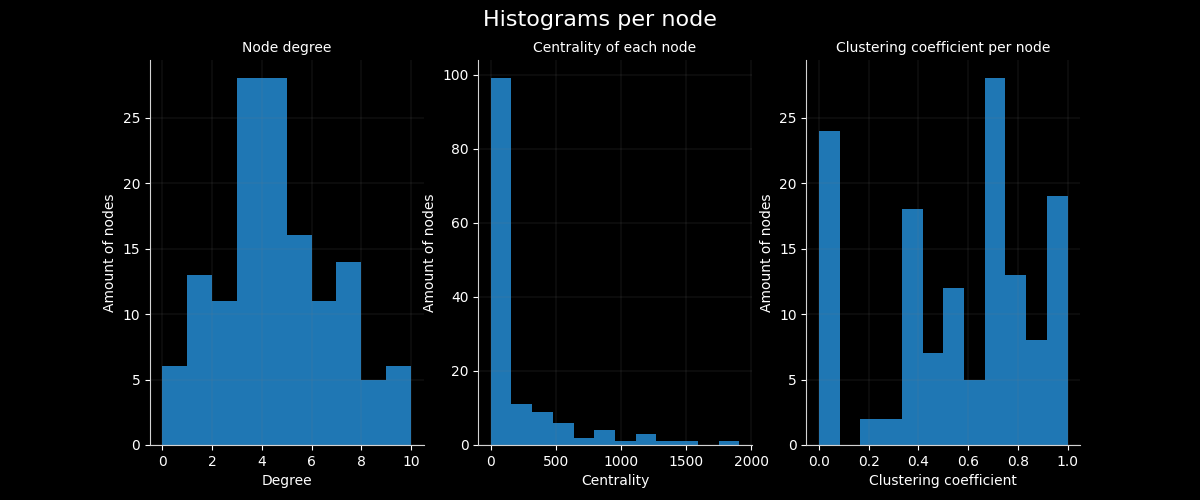 Histograms per node
Node degree
Amount of nodes
25
20
15
10
5
0
0 2 4 6 8 10
Degree
Centrality of each node
Amount of nodes
100
80
60
40
20
0
0 500 1000 1500 2000
Centrality
Clustering coefficient per node
Amount of nodes
25
20
15
10
5
0
0.0 0.2 0.4 0.6 0.8 1.0
Clustering coefficient